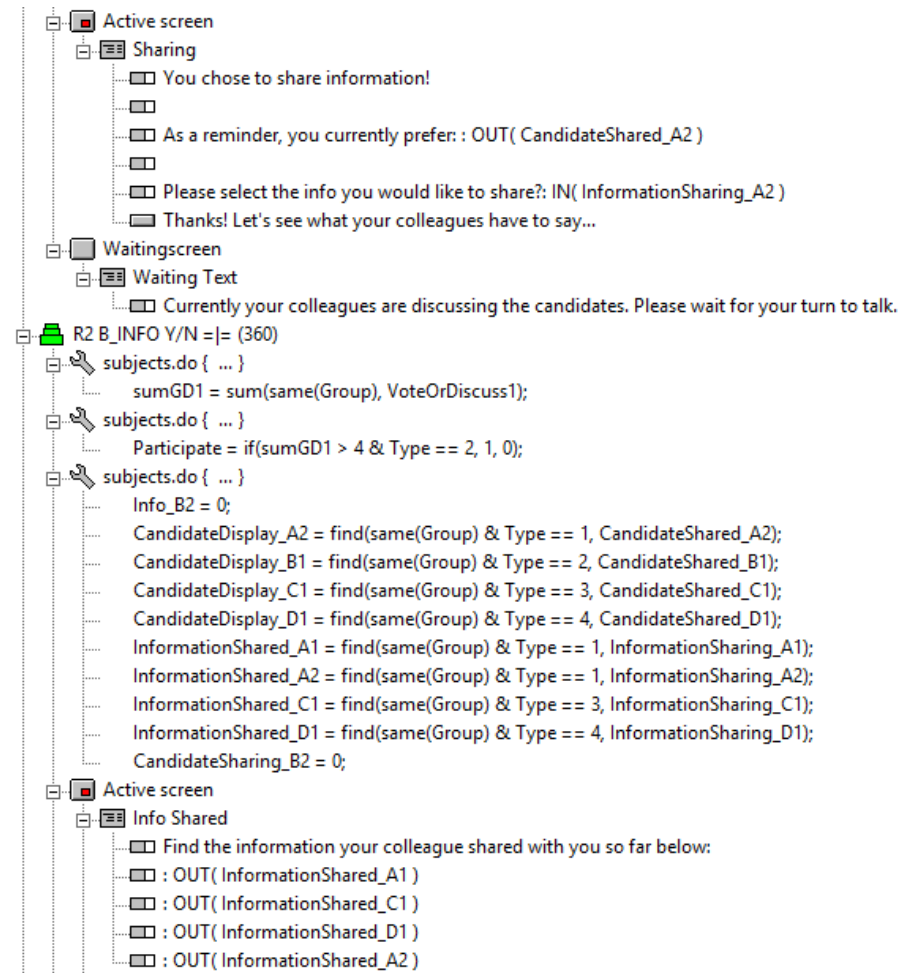 Active screen
Sharing
You chose to share information!
As a reminder, you currently prefer: : OUT( CandidateShared_A2 )
Please select the info you would like to share?: IN( InformationSharing_A2 )
Thanks! Let's see what your colleagues have to say...
Waitingscreen
Waiting Text
Currently your colleagues are discussing the candidates. Please wait for your turn to talk.
R2 B_INFO Y/N =|= (360)
subjects.do { ... }
sumGD1 = sum(same(Group), VoteOrDiscuss1);
subjects.do { ... }
Participate = if(sumGD1 > 4 & Type == 2, 1, 0);
subjects.do { ... }
Info_B2 = 0;
CandidateDisplay_A2 = find(same(Group) & Type == 1, CandidateShared_A2);
CandidateDisplay_B1 = find(same(Group) & Type == 2, CandidateShared_B1);
CandidateDisplay_C1 = find(same(Group) & Type == 3, CandidateShared_C1);
CandidateDisplay_D1 = find(same(Group) & Type == 4, CandidateShared_D1);
InformationShared_A1 = find(same(Group) & Type == 1, InformationSharing_A1);
InformationShared_A2 = find(same(Group) & Type == 1, InformationSharing_A2);
InformationShared_C1 = find(same(Group) & Type == 3, InformationSharing_C1);
InformationShared_D1 = find(same(Group) & Type == 4, InformationSharing_D1);
CandidateSharing_B2 = 0;
Active screen
Info Shared
Find the information your colleague shared with you so far below:
: OUT( InformationShared_A1 )
: OUT( InformationShared_C1 )
: OUT( InformationShared_D1 )
: OUT( InformationShared_A2 )